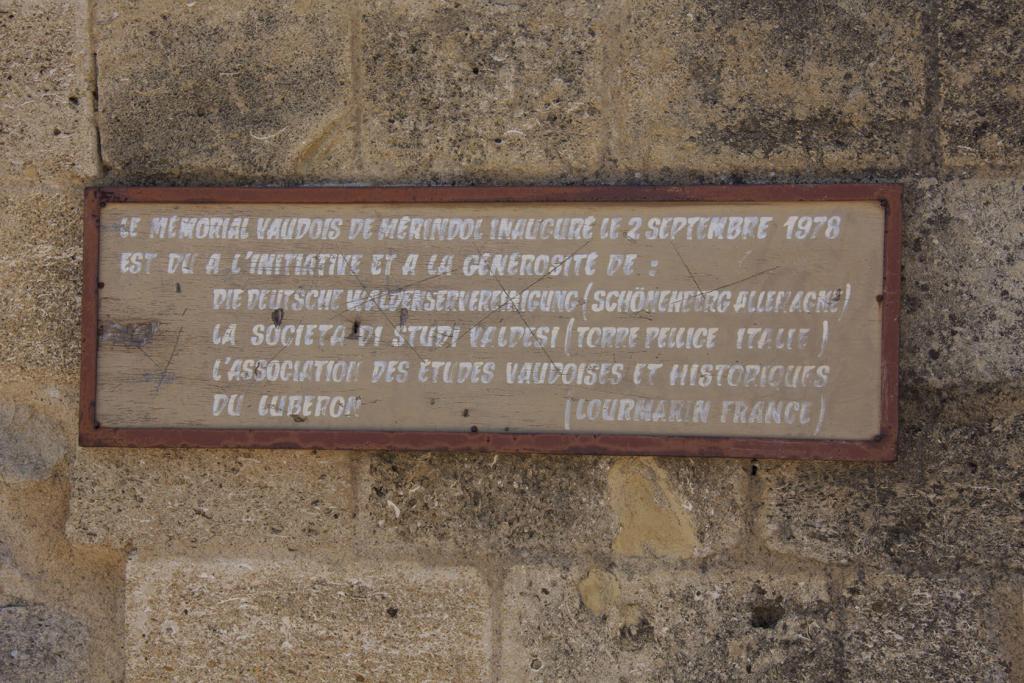 LE MÉMORIAL VAUDOIS DE MÉRINDOL INAUGURÉ LE 2 SEPTEMBRE 1978
EST DU A L'INITIATIVE ET A LA GÉNÉROSITÉ DE :
DIE DEUTSCHE WALDENSERVEREINIGUNG (SCHÖNENBERG ALLEMAGNE)
LA SOCIETA DI STUDI VALDESI (TORRE PELLICE ITALIE)
L'ASSOCIATION DES ÉTUDES VAUDOISES ET HISTORIQUES
DU LUBERON (LOURMARIN FRANCE)